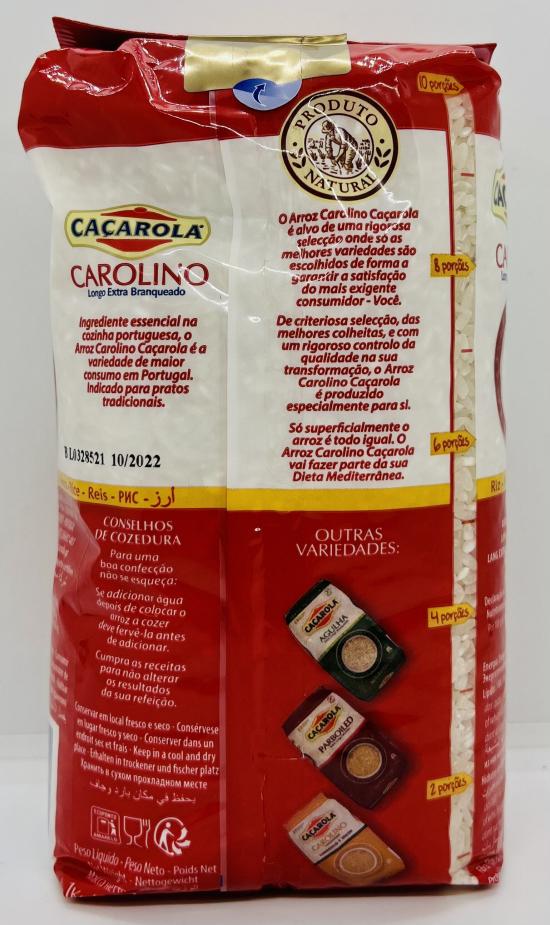 CAÇAROLA
CAROLINO
Longo Extra Branqueado
Ingrediente essencial na
cozinha portuguesa, o
Arroz Carolino Caçarola é a
variedade de maior
consumo em Portugal.
Indicado para pratos
tradicionais.
L0328521 10/2022
- Reis - РИС - أرز
CONSELHOS
DE COZEDURA
Para uma
boa confecção
não se esqueça:
Se adicionar água
depois de colocar o
arroz a cozer
deve fervê-la antes
de adicionar.
Cumpra as receitas
para não alterar
os resultados
da sua refeição.
Conservar em local fresco e seco - Consérvese
en lugar fresco y seco - Conserver dans un
endroit sec et frais - Keep in a cool and dry
place - Erhalten in trockener und fischer platz
Хранить в сухом прохладном месте
يحفظ في مكان بارد وجاف
ECOPONTO
AMARELO
Peso Líquido - Peso Neto - Poids Net
Nettogewicht
PRODUTO
NATURAL
O Arroz Carolino Caçarola
é alvo de uma rigorosa
selecção onde só as
melhores variedades são
escolhidos de forma a
garantir a satisfação
do mais exigente
consumidor - Você.
De criteriosa selecção, das
melhores colheitas, e com
um rigoroso controlo da
qualidade na sua
transformação, o Arroz
Carolino Caçarola
é produzido
especialmente para si.
Só superficialmente o
arroz é todo igual. O
Arroz Carolino Caçarola
vai fazer parte da sua
Dieta Mediterrânea.
OUTRAS
VARIEDADES:
CAÇAROLA
AGULHA
CAÇAROLA
PARBOILED
CAÇAROLA
CAROLINO
10 porções
8 porções
6 porções
4 porções
2 porções